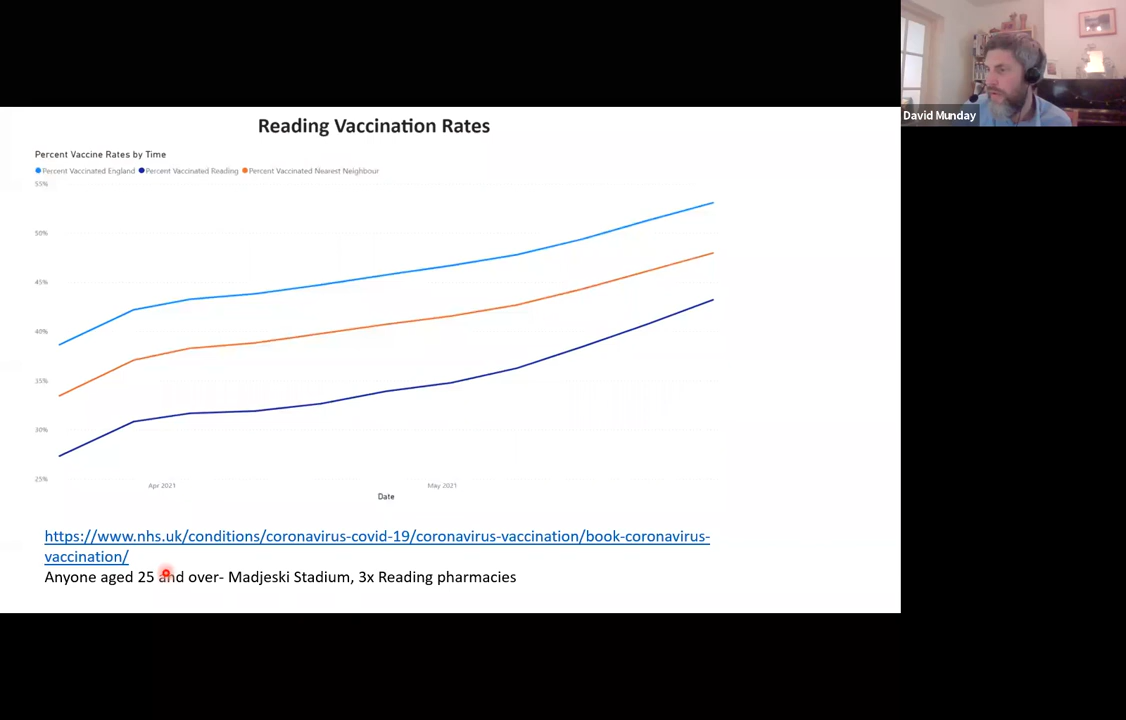 David Munday
Reading Vaccination Rates
Percent Vaccine Rates by Time
Percent Vaccinated England Percent Vaccinated Reading Percent Vaccinated Nearest Neighbour
55%
50%
45%
40%
35%
30%
25%
Apr 2021 May 2021
Date
https://www.nhs.uk/conditions/coronavirus-covid-19/coronavirus-vaccination/book-coronavirus-
vaccination/
Anyone aged 25 and over- Madjeski Stadium, 3x Reading pharmacies